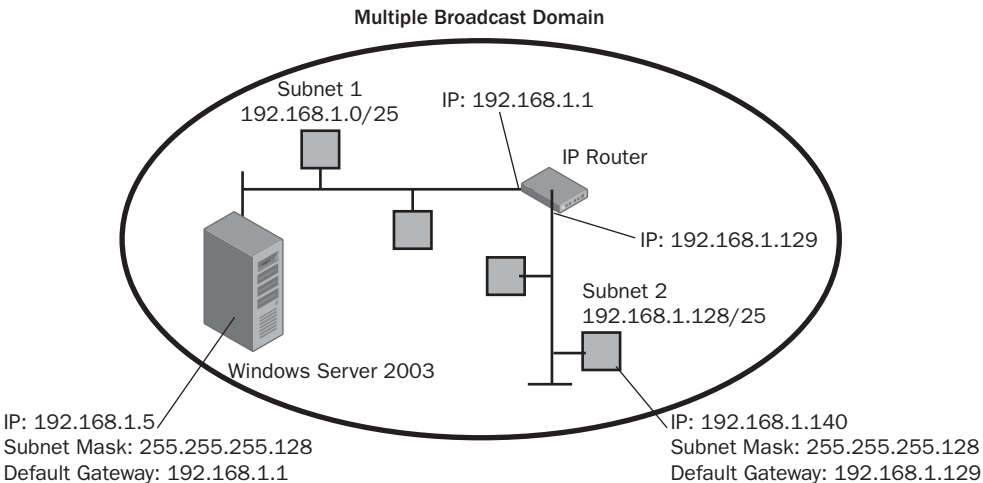 Multiple Broadcast Domain
Subnet 1
192.168.1.0/25
IP: 192.168.1.1
IP Router
IP: 192.168.1.129
Subnet 2
192.168.1.128/25
Windows Server 2003
IP: 192.168.1.5
Subnet Mask: 255.255.255.128
Default Gateway: 192.168.1.1
IP: 192.168.1.140
Subnet Mask: 255.255.255.128
Default Gateway: 192.168.1.129